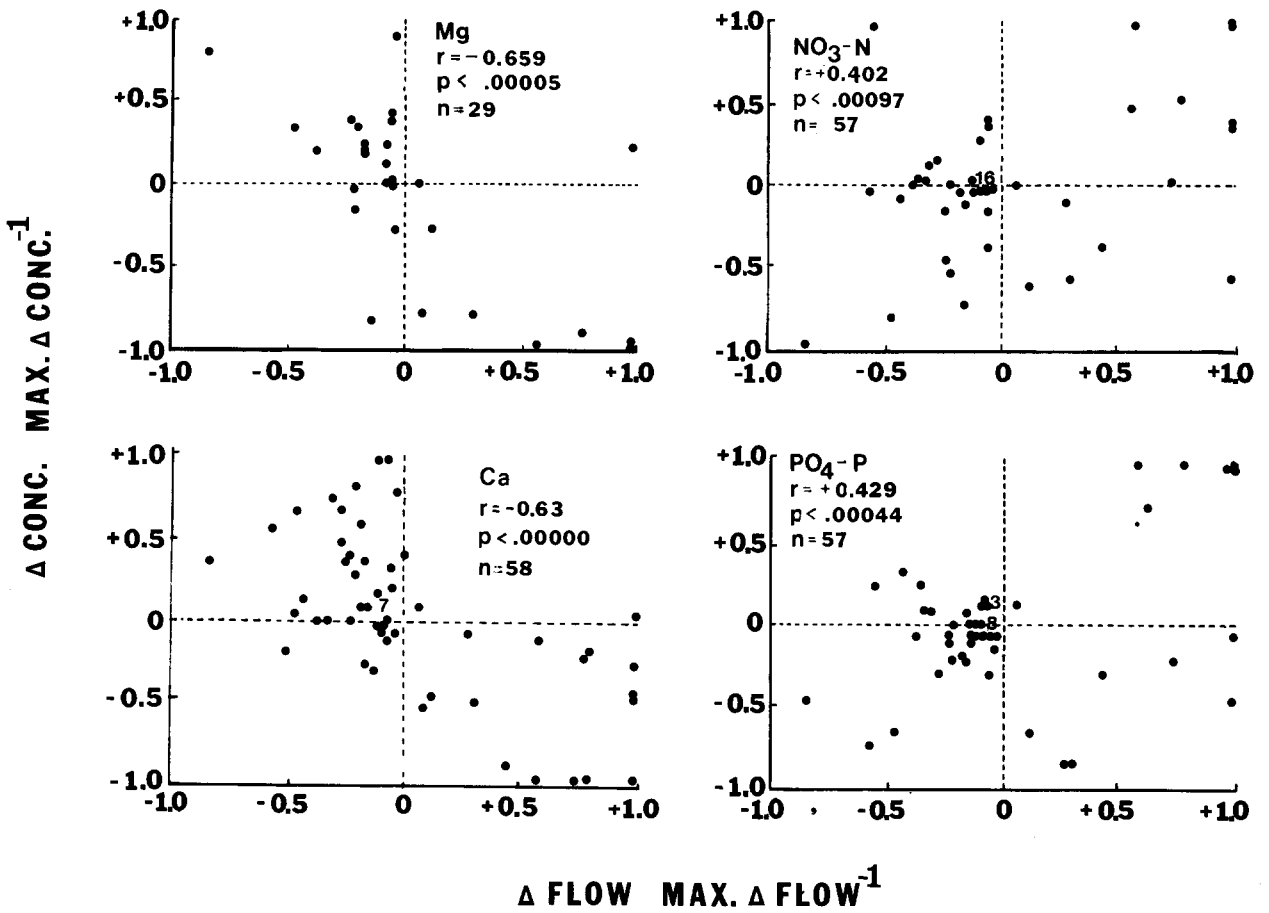 Δ CONC. MAX. Δ CONC.⁻¹
+1.0
+0.5
0
-0.5
-1.0
-1.0 -0.5 0 +0.5 +1.0
Mg
r=-0.659
p< .00005
n=29
+1.0
+0.5
0
-0.5
-1.0
-1.0 -0.5 0 +0.5 +1.0
NO₃-N
r=+0.402
p<.00097
n= 57
16
+1.0
+0.5
0
-0.5
-1.0
-1.0 -0.5 0 +0.5 +1.0
Ca
r=-0.63
p<.00000
n=58
7
+1.0
+0.5
0
-0.5
-1.0
-1.0 -0.5 0 +0.5 +1.0
PO₄-P
r=+0.429
p<.00044
n=57
3
8
Δ FLOW MAX. Δ FLOW⁻¹